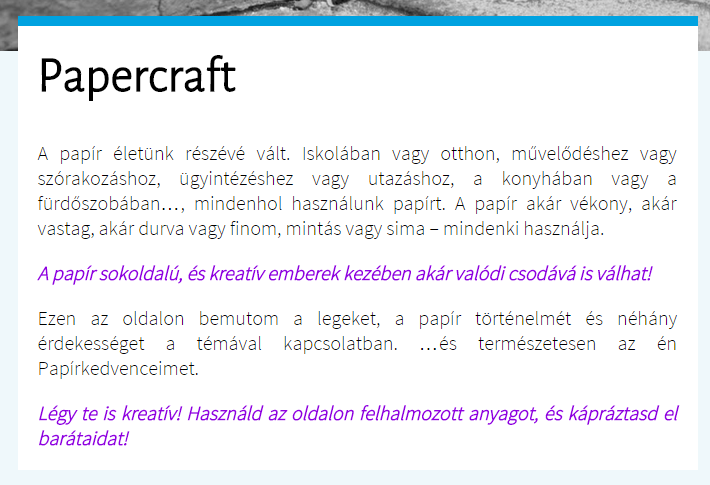 Papercraft
A papír életünk részévé vált. Iskolában vagy otthon, művelődéshez vagy
szórakozáshoz, ügyintézéshez vagy utazáshoz, a konyhában vagy a
fürdőszobában…, mindenhol használunk papírt. A papír akár vékony, akár
vastag, akár durva vagy finom, mintás vagy sima – mindenki használja.
A papír sokoldalú, és kreatív emberek kezében akár valódi csodává is válhat!
Ezen az oldalon bemutom a legeket, a papír történelmét és néhány
érdekességet a témával kapcsolatban. …és természetesen az én
Papírkedvenceimet.
Légy te is kreatív! Használd az oldalon felhalmozott anyagot, és kápráztasd el
barátaidat!